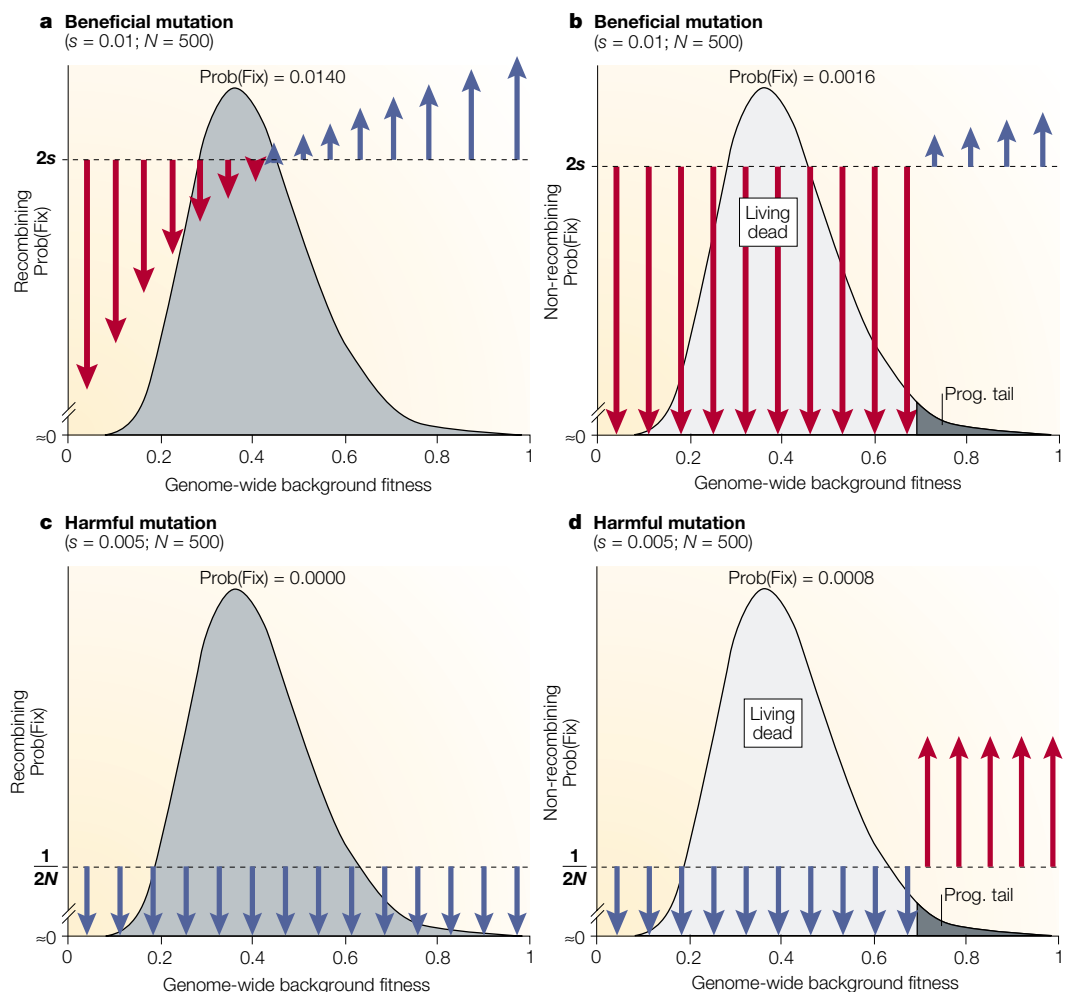 a Beneficial mutation
(s = 0.01; N = 500)
Prob(Fix) = 0.0140
2s
Recombining
Prob(Fix)
≈0
0 0.2 0.4 0.6 0.8 1
Genome-wide background fitness
b Beneficial mutation
(s = 0.01; N = 500)
Prob(Fix) = 0.0016
2s
Living
dead
Non-recombining
Prob(Fix)
Prog. tail
≈0
0 0.2 0.4 0.6 0.8 1
Genome-wide background fitness
c Harmful mutation
(s = 0.005; N = 500)
Prob(Fix) = 0.0000
Recombining
Prob(Fix)
1
2N
≈0
0 0.2 0.4 0.6 0.8 1
Genome-wide background fitness
d Harmful mutation
(s = 0.005; N = 500)
Prob(Fix) = 0.0008
Living
dead
Non-recombining
Prob(Fix)
1
2N
Prog. tail
≈0
0 0.2 0.4 0.6 0.8 1
Genome-wide background fitness